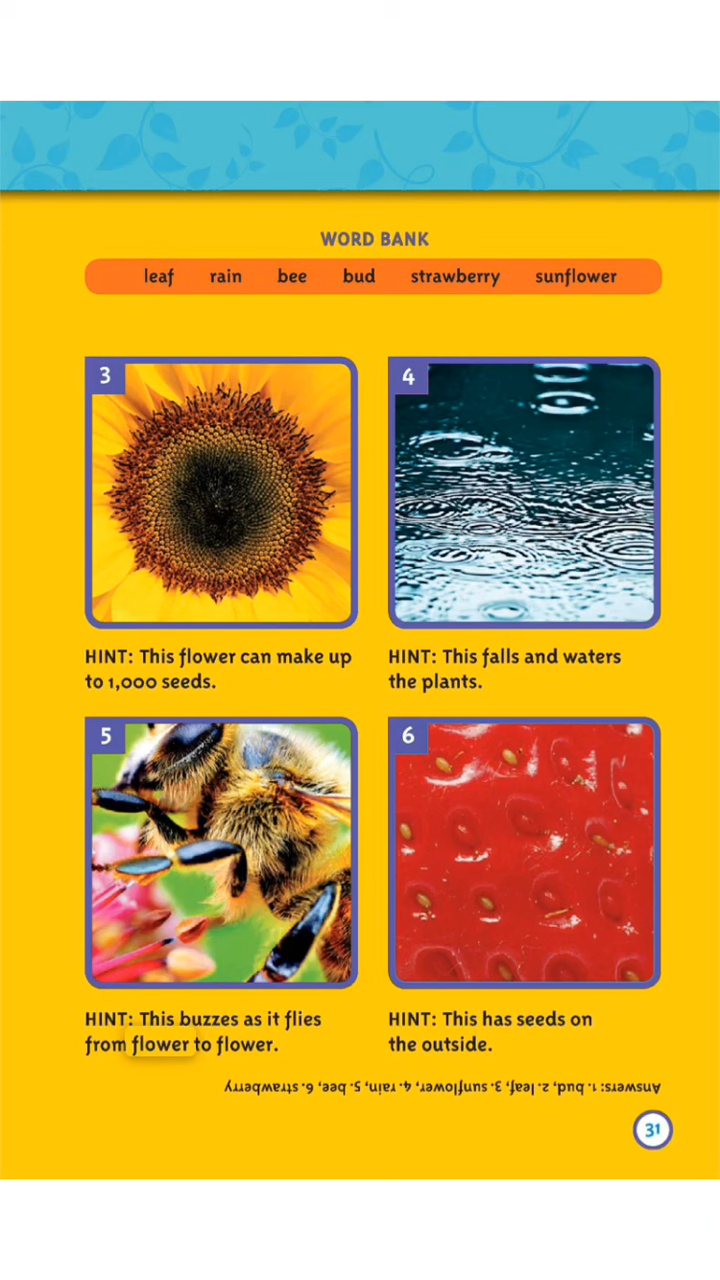 WORD BANK
leaf rain bee bud strawberry sunflower
3
HINT: This flower can make up
to 1,000 seeds.
4
HINT: This falls and waters
the plants.
5
HINT: This buzzes as it flies
from flower to flower.
6
HINT: This has seeds on
the outside.
Answers: 1. bud, 2. leaf, 3. sunflower, 4. rain, 5. bee, 6. strawberry
31